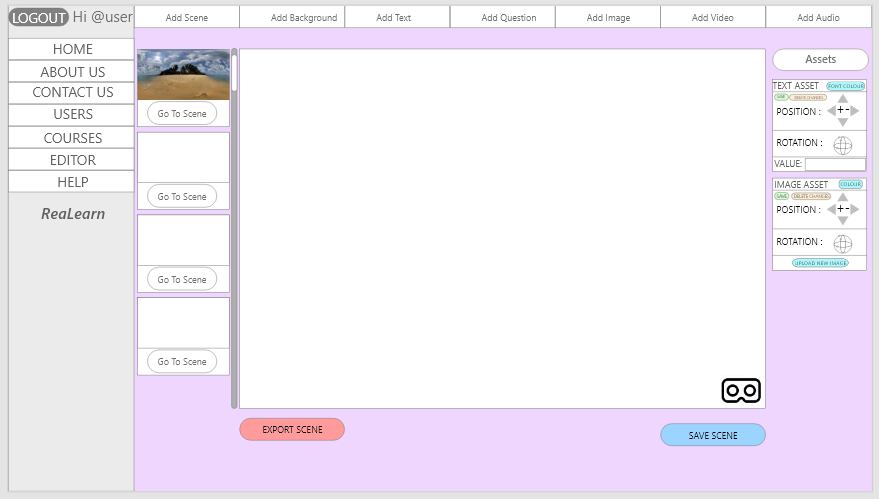 LOGOUT Hi @user
HOME
ABOUT US
CONTACT US
USERS
COURSES
EDITOR
HELP
ReaLearn
Add Scene
Add Background
Add Text
Add Question
Add Image
Add Video
Add Audio
Go To Scene
Go To Scene
Go To Scene
Go To Scene
EXPORT SCENE
SAVE SCENE
Assets
TEXT ASSET FONT COLOUR
SAVE DELETE CHANGES
POSITION : + -
ROTATION :
VALUE:
IMAGE ASSET COLOUR
SAVE DELETE CHANGES
POSITION : + -
ROTATION :
UPLOAD NEW IMAGE